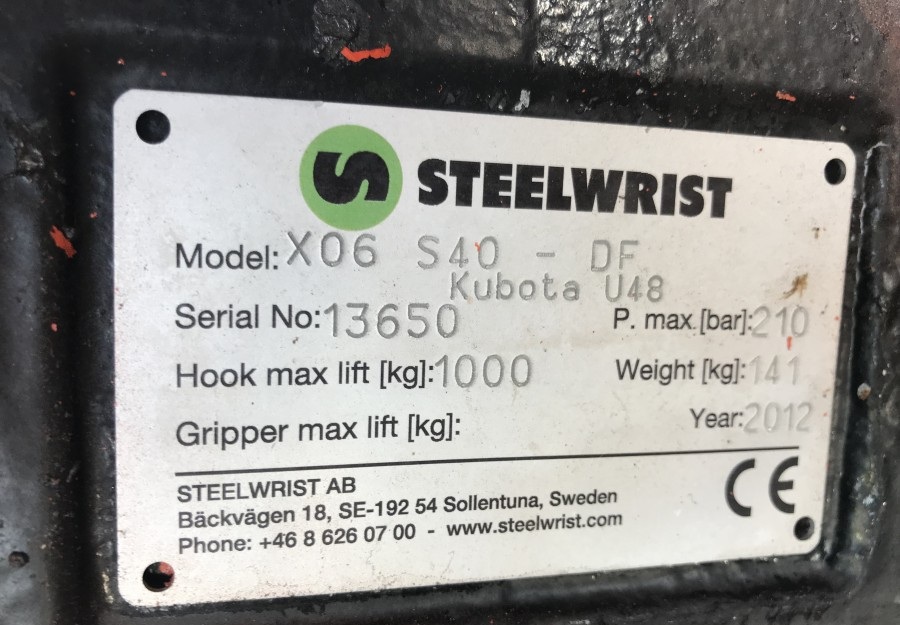 STEELWRIST
Model: X06 S40 - DF
Kubota U48
Serial No: 13650 P. max. [bar]: 210
Hook max lift [kg]: 1000 Weight [kg]: 141
Gripper max lift [kg]: Year: 2012
STEELWRIST AB
Bäckvägen 18, SE-192 54 Sollentuna, Sweden
Phone: +46 8 626 07 00 - www.steelwrist.com
CE